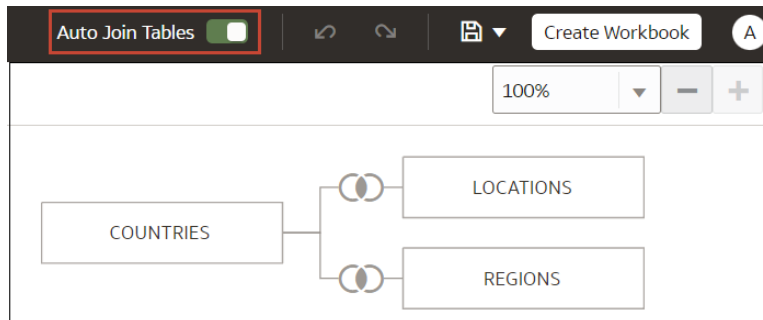 Auto Join Tables Create Workbook A
100%
LOCATIONS
COUNTRIES
REGIONS